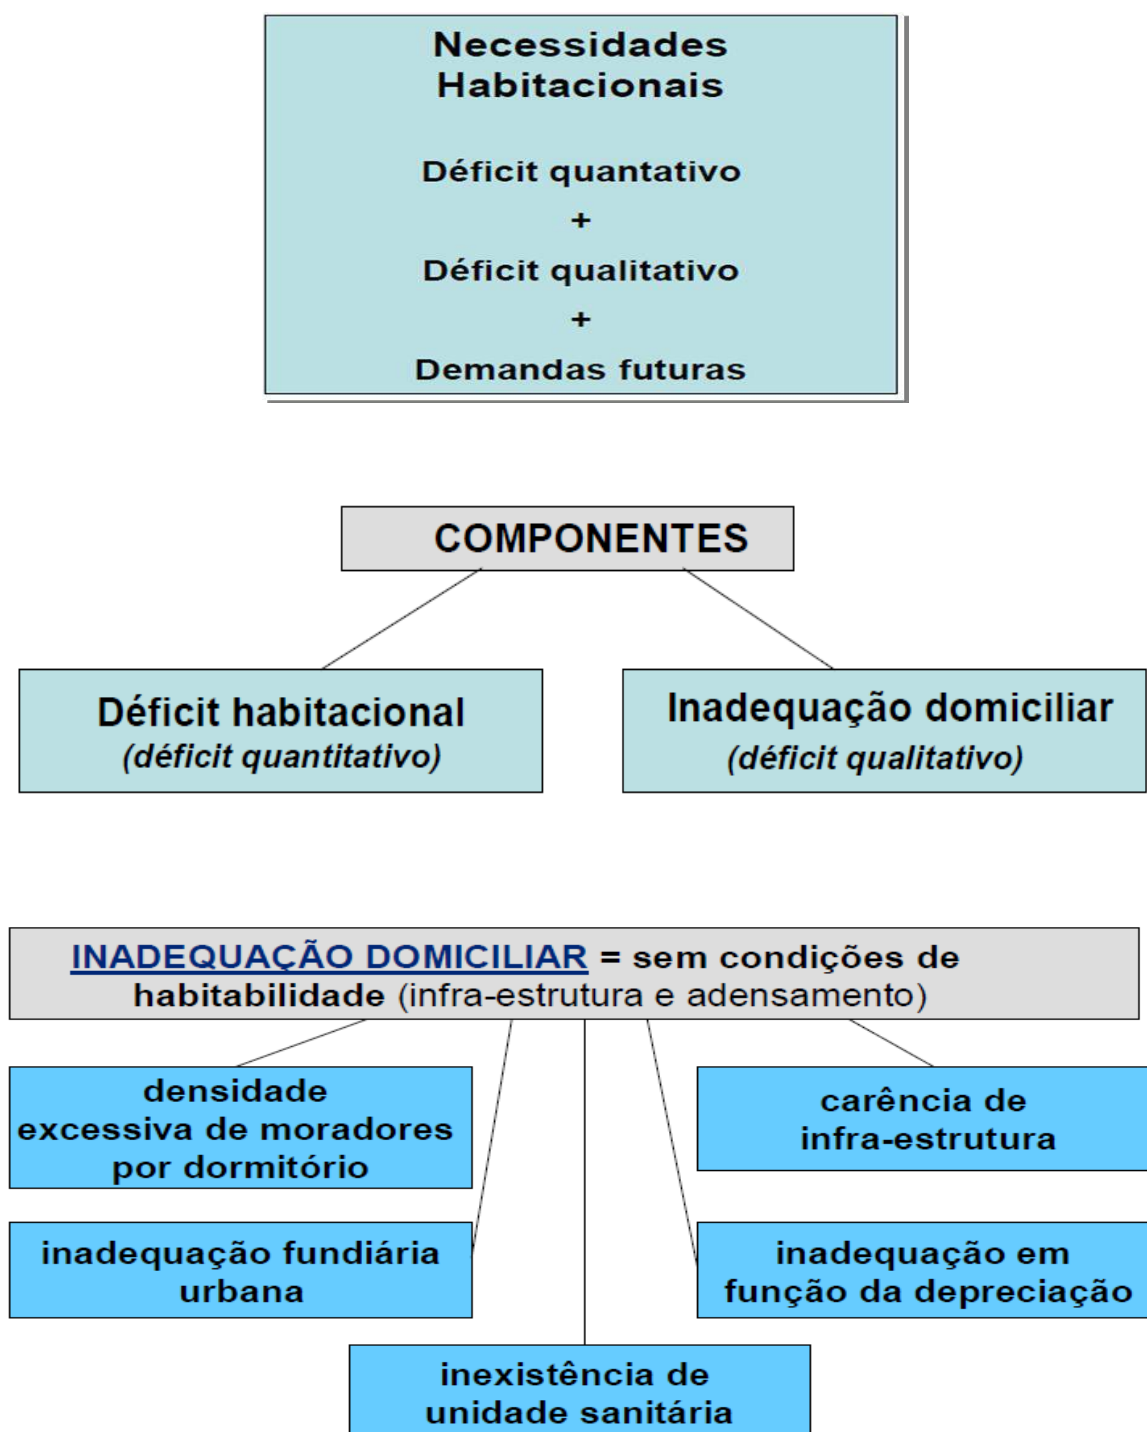 Necessidades
Habitacionais
Déficit quantativo
+
Déficit qualitativo
+
Demandas futuras
COMPONENTES
Déficit habitacional
(déficit quantitativo)
Inadequação domiciliar
(déficit qualitativo)
INADEQUAÇÃO DOMICILIAR = sem condições de
habitabilidade (infra-estrutura e adensamento)
densidade
excessiva de moradores
por dormitório
carência de
infra-estrutura
inadequação fundiária
urbana
inadequação em
função da depreciação
inexistência de
unidade sanitária